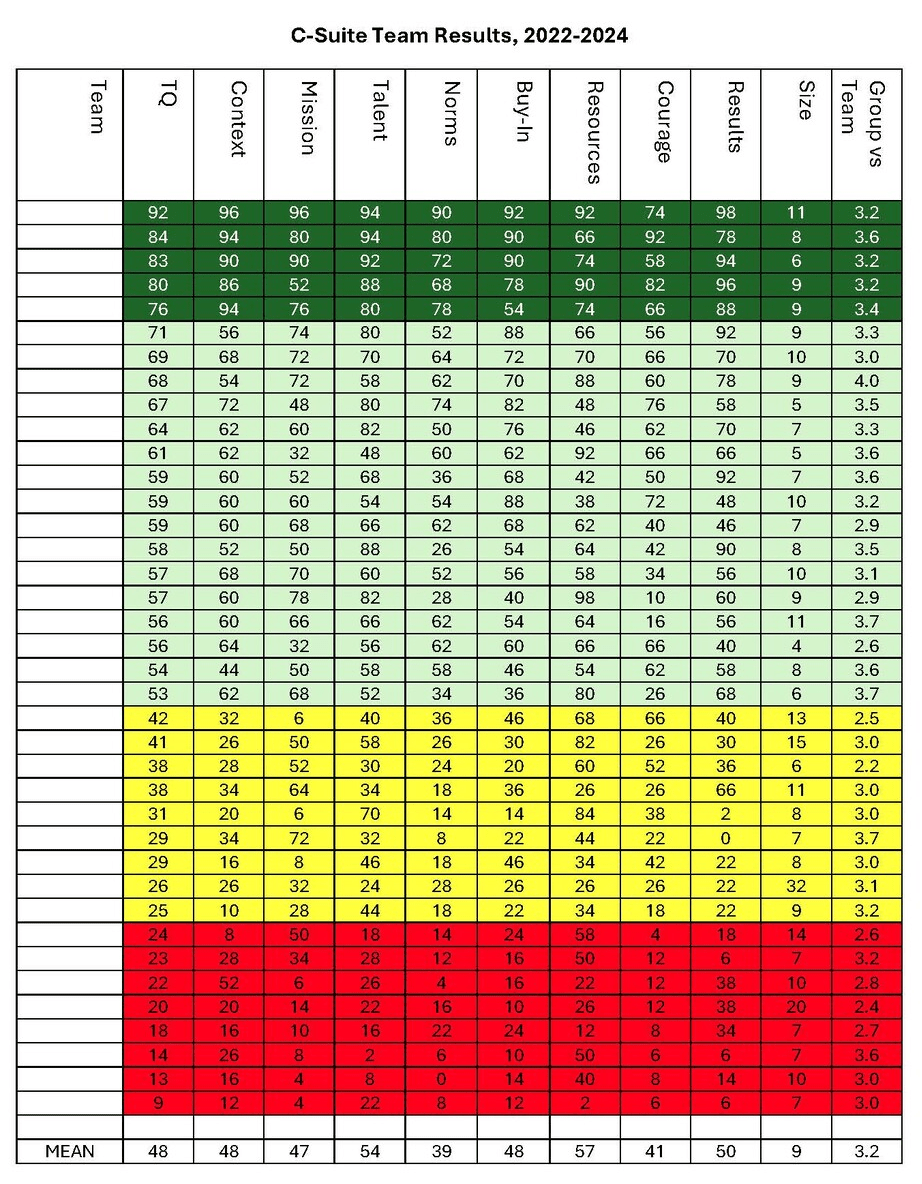 C-Suite Team Results, 2022-2024
Team TQ Context Mission Talent Norms Buy-In Resources Courage Results Size Group vs Team
92 96 96 94 90 92 92 74 98 11 3.2
84 94 80 94 80 90 66 92 78 8 3.6
83 90 90 92 72 90 74 58 94 6 3.2
80 86 52 88 68 78 90 82 96 9 3.2
76 94 76 80 78 54 74 66 88 9 3.4
71 56 74 80 52 88 66 56 92 9 3.3
69 68 72 70 64 72 70 66 70 10 3.0
68 54 72 58 62 70 88 60 78 9 4.0
67 72 48 80 74 82 48 76 58 5 3.5
64 62 60 82 50 76 46 62 70 7 3.3
61 62 32 48 60 62 92 66 66 5 3.6
59 60 52 68 36 68 42 50 92 7 3.6
59 60 60 54 54 88 38 72 48 10 3.2
59 60 68 66 62 68 62 40 46 7 2.9
58 52 50 88 26 54 64 42 90 8 3.5
57 68 70 60 52 56 58 34 56 10 3.1
57 60 78 82 28 40 98 10 60 9 2.9
56 60 66 66 62 54 64 16 56 11 3.7
56 64 32 56 62 60 66 66 40 4 2.6
54 44 50 58 58 46 54 62 58 8 3.6
53 62 68 52 34 36 80 26 68 6 3.7
42 32 6 40 36 46 68 66 40 13 2.5
41 26 50 58 26 30 82 26 30 15 3.0
38 28 52 30 24 20 60 52 36 6 2.2
38 34 64 34 18 36 26 26 66 11 3.0
31 20 6 70 14 14 84 38 2 8 3.0
29 34 72 32 8 22 44 22 0 7 3.7
29 16 8 46 18 46 34 42 22 8 3.0
26 26 32 24 28 26 26 26 22 32 3.1
25 10 28 44 18 22 34 18 22 9 3.2
24 8 50 18 14 24 58 4 18 14 2.6
23 28 34 28 12 16 50 12 6 7 3.2
22 52 6 26 4 16 22 12 38 10 2.8
20 20 14 22 16 10 26 12 38 20 2.4
18 16 10 16 22 24 12 8 34 7 2.7
14 26 8 2 6 10 50 6 6 7 3.6
13 16 4 8 0 14 40 8 14 10 3.0
9 12 4 22 8 12 2 6 6 7 3.0
MEAN 48 48 47 54 39 48 57 41 50 9 3.2